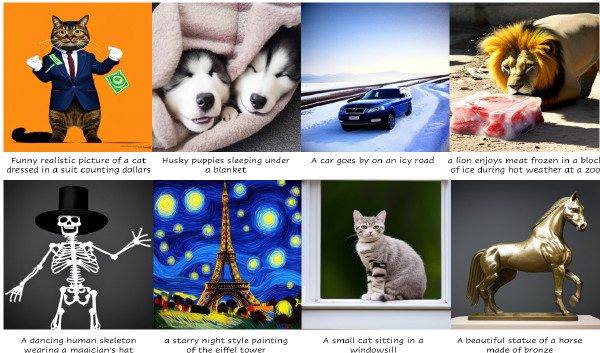 Funny realistic picture of a cat
dressed in a suit counting dollars
Husky puppies sleeping under
a blanket
A car goes by on an icy road
a lion enjoys meat frozen in a block
of ice during hot weather at a zoo
A dancing human skeleton
wearing a magician's hat
a starry night style painting
of the eiffel tower
A small cat sitting in a
windowsill
A beautiful statue of a horse
made of bronze